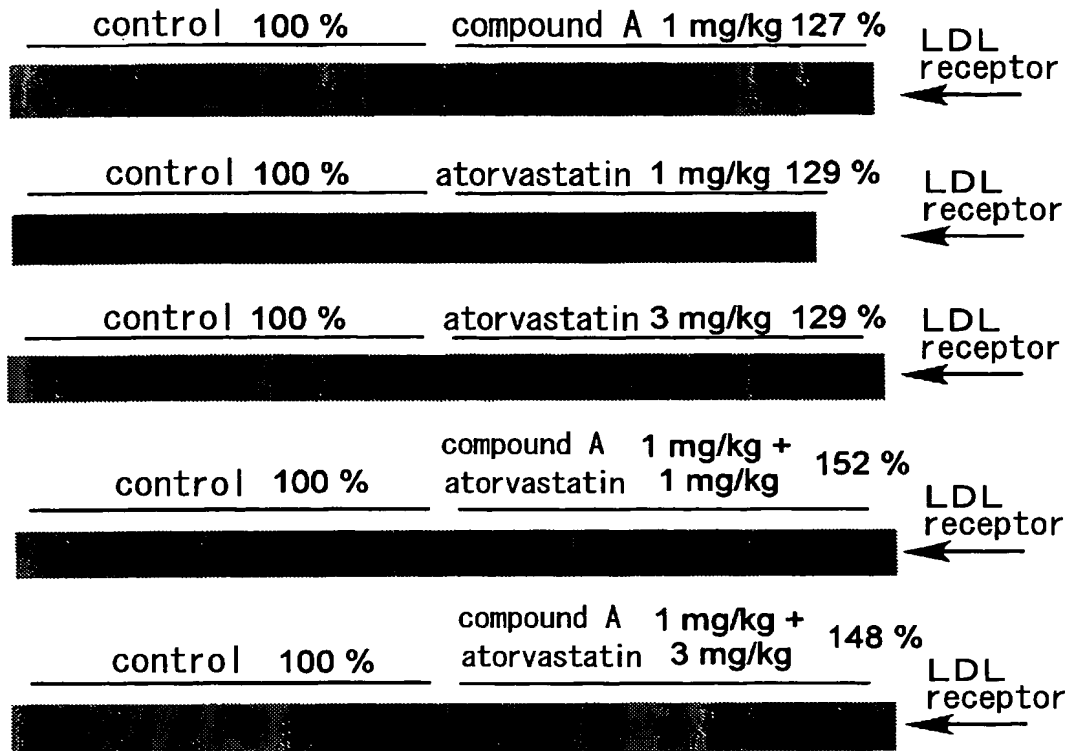 control 100 % compound A 1 mg/kg 127 %
LDL
receptor
control 100 % atorvastatin 1 mg/kg 129 %
LDL
receptor
control 100 % atorvastatin 3 mg/kg 129 %
LDL
receptor
compound A 1 mg/kg +
control 100 % atorvastatin 1 mg/kg 152 %
LDL
receptor
compound A 1 mg/kg +
control 100 % atorvastatin 3 mg/kg 148 %
LDL
receptor